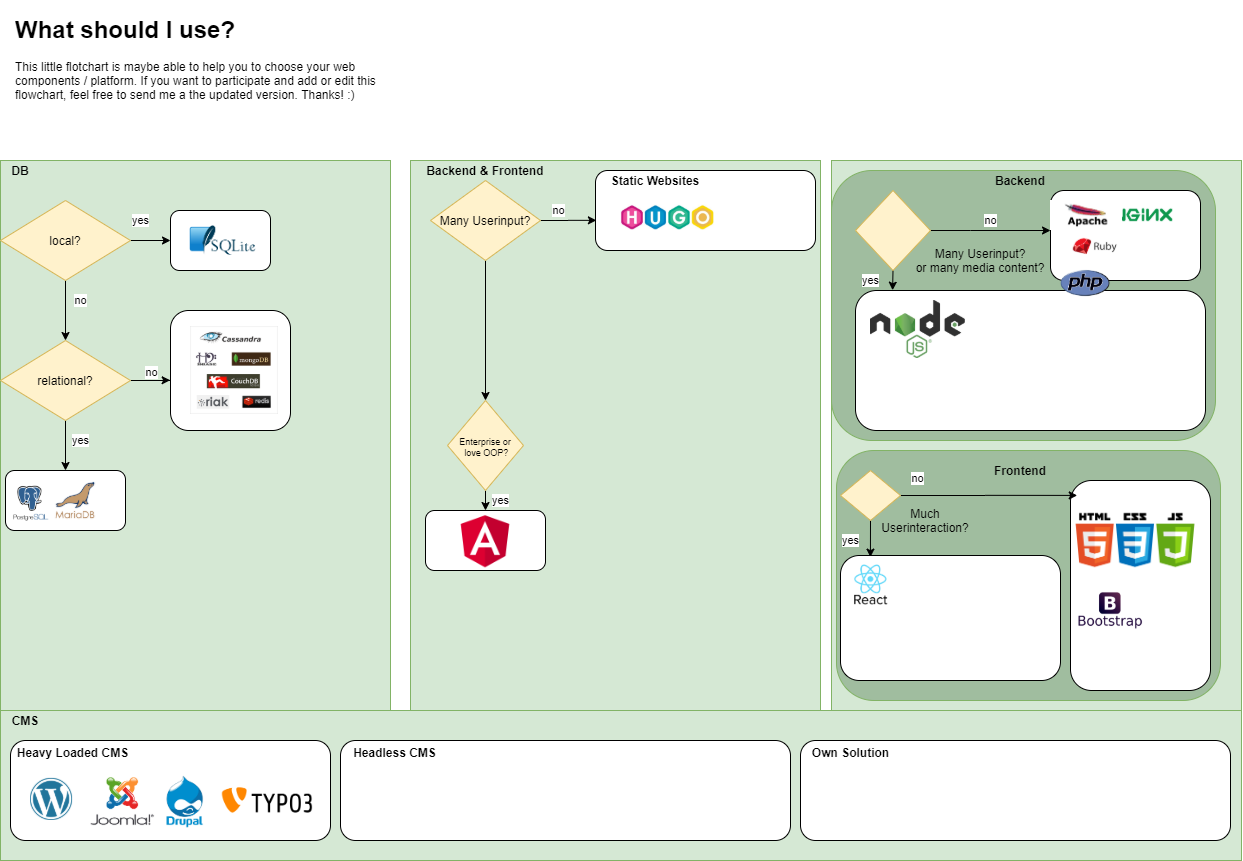 What should I use?
This little flotchart is maybe able to help you to choose your web
components / platform. If you want to participate and add or edit this
flowchart, feel free to send me a the updated version. Thanks! :)
DB
local?
yes
SQLite
no
relational?
no
Cassandra
mongoDB
CouchDB
riak
redis
yes
PostgreSQL
MariaDB
Backend & Frontend
Many Userinput?
no
Static Websites
HUGO
Enterprise or
love OOP?
yes
A
Backend
no
Many Userinput?
or many media content?
yes
Apache
Ruby
php
node
JS
Frontend
no
Much
Userinteraction?
yes
React
HTML CSS JS
5 3 J
B
Bootstrap
CMS
Heavy Loaded CMS
W
Joomla!
Drupal
TYPO3
Headless CMS
Own Solution